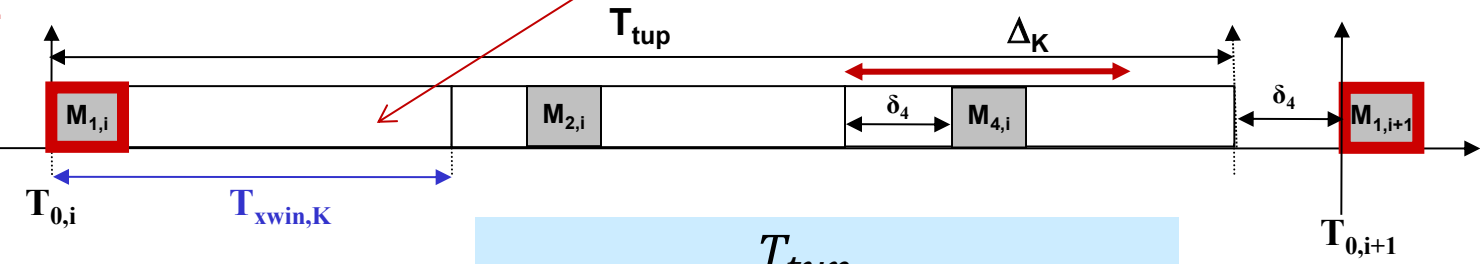 T_tup Δ_K
M_1,i M_2,i δ_4 M_4,i δ_4 M_1,i+1
T_0,i T_xwin,K T_0,i+1